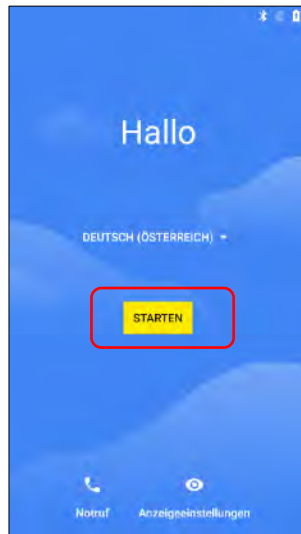 Hallo
DEUTSCH (ÖSTERREICH)
STARTEN
Notruf Anzeigeeinstellungen